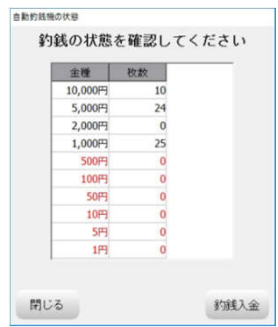 自動釣銭機の状態
釣銭の状態を確認してください
金種 枚数
10,000円 10
5,000円 24
2,000円 0
1,000円 25
500円 0
100円 0
50円 0
10円 0
5円 0
1円 0
閉じる 釣銭入金